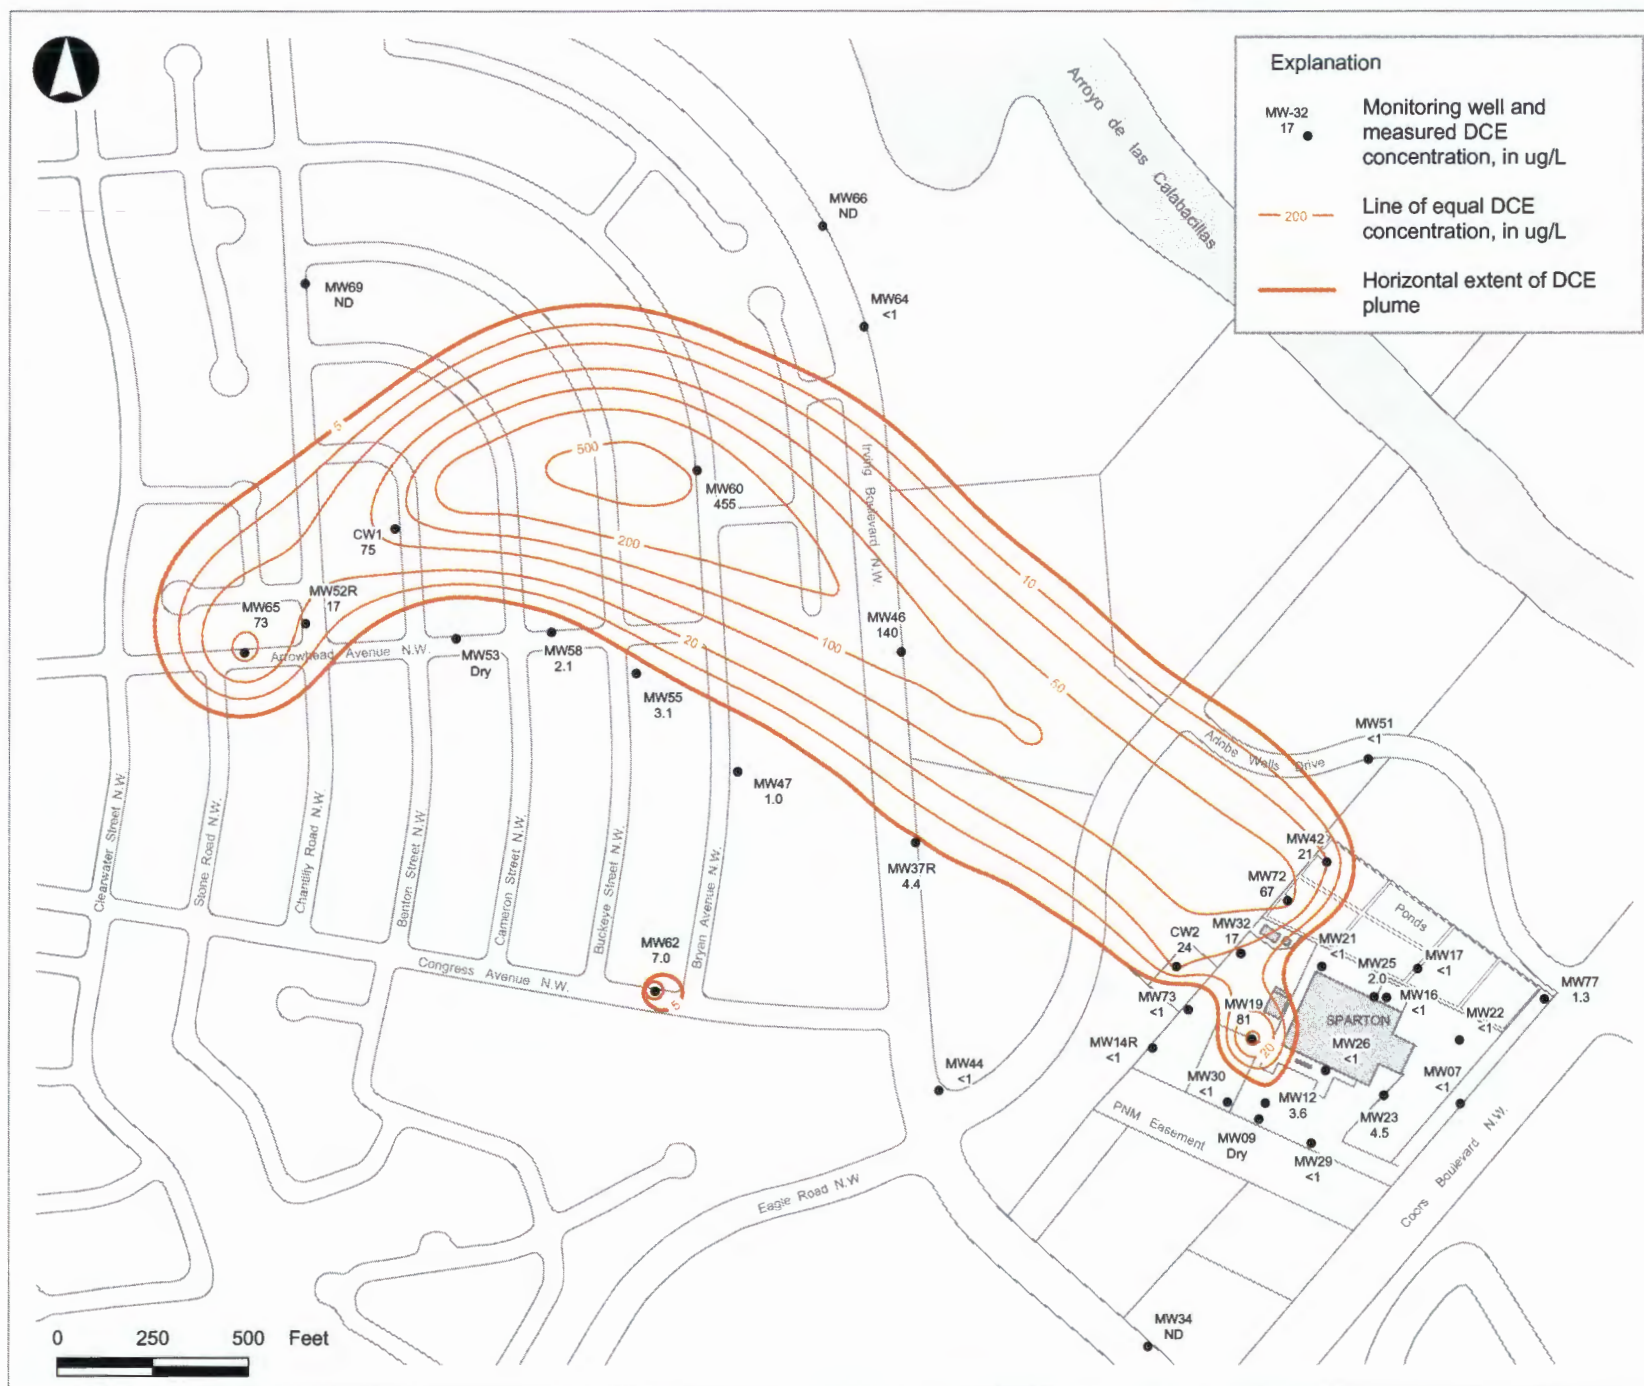 Explanation
MW-32
17
Monitoring well and
measured DCE
concentration, in ug/L
200
Line of equal DCE
concentration, in ug/L
Horizontal extent of DCE
plume
Arroyo de las Calabacillas
MW66
ND
MW69
ND
MW64
<1
5
500
MW60
455
Irving Boulevard N.W.
CW1
75
200
10
MW52R
17
MW65
73
MW46
140
20
100
50
Arrowhead Avenue N.W.
MW53
Dry
MW58
2.1
MW55
3.1
MW51
<1
Adobe Wells Drive
MW47
1.0
Clearwater Street N.W.
Stone Road N.W.
Chantilly Road N.W.
Benton Street N.W.
Cameron Street N.W.
Buckeye Street N.W.
Bryan Avenue N.W.
MW37R
4.4
MW42
21
MW72
67
Ponds
MW32
17
CW2
24
MW21
<1
MW25
2.0
MW17
<1
MW62
7.0
5
Congress Avenue N.W.
MW73
<1
MW19
81
20
SPARTON
MW16
<1
MW22
<1
MW77
1.3
MW14R
<1
MW26
<1
MW44
<1
MW30
<1
MW07
<1
MW12
3.6
MW23
4.5
PNM Easement
MW09
Dry
MW29
<1
Coors Boulevard N.W.
Eagle Road N.W
MW34
ND
0 250 500 Feet